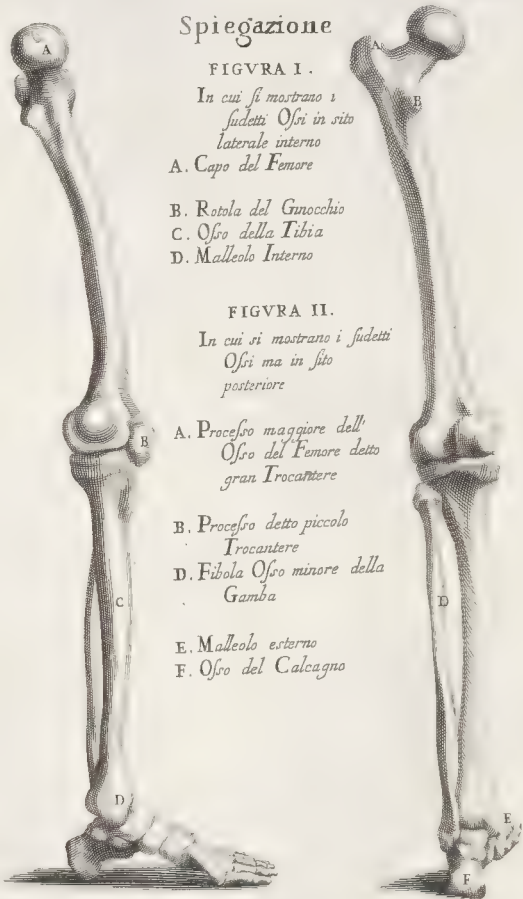 Spiegazione
FIGVRA I.
In cui ſi mostrano i
ſudetti Oſsi in sito
laterale interno
A. Capo del Femore
B. Rotola del Ginocchio
C. Oſso della Tibia
D. Malleolo Interno
FIGVRA II.
In cui si mostrano i ſudetti
Oſsi ma in ſito
posteriore
A. Proceſso maggiore dell'
Oſso del Femore detto
gran Trocantere
B. Proceſso detto piccolo
Trocantere
D. Fibola Oſso minore della
Gamba
E. Malleolo esterno
F. Oſso del Calcagno
A
B
C
D
A
B
D
E
F